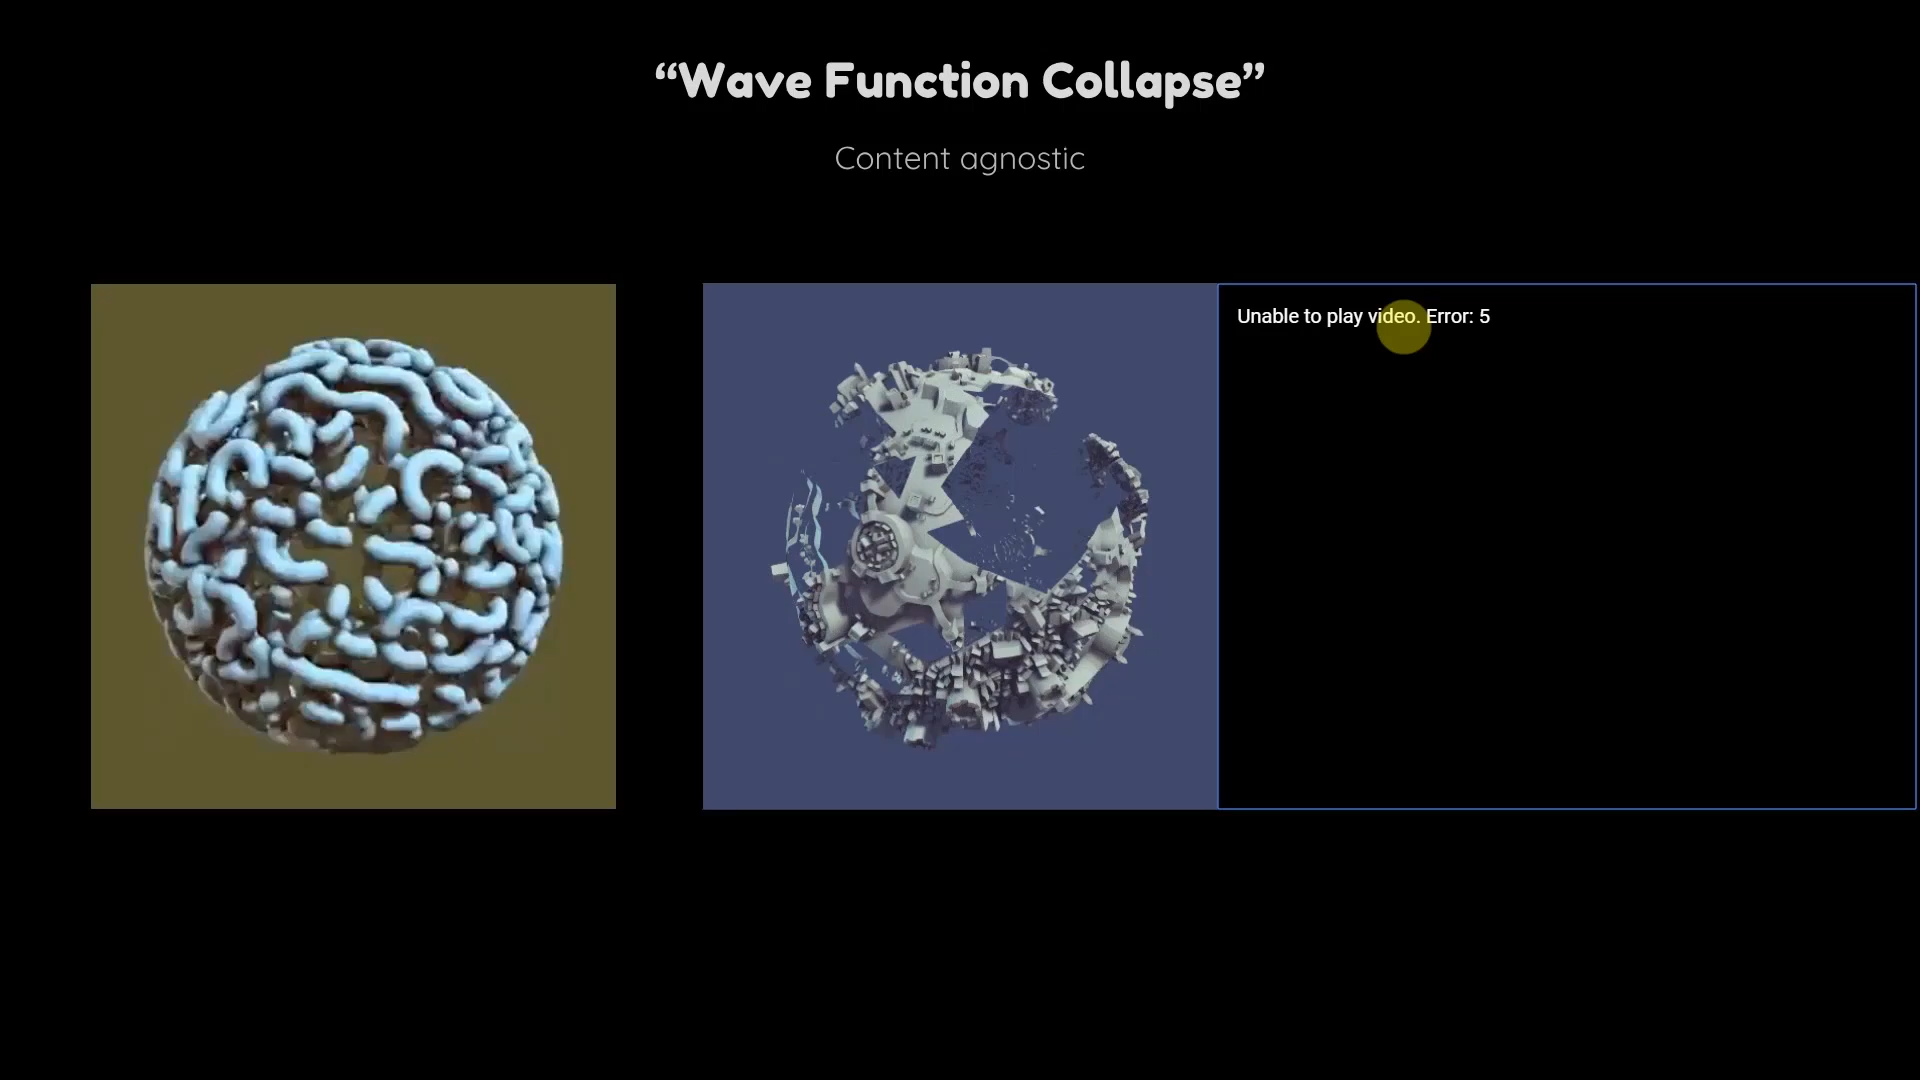 “Wave Function Collapse”
Content agnostic
Unable to play video. Error: 5